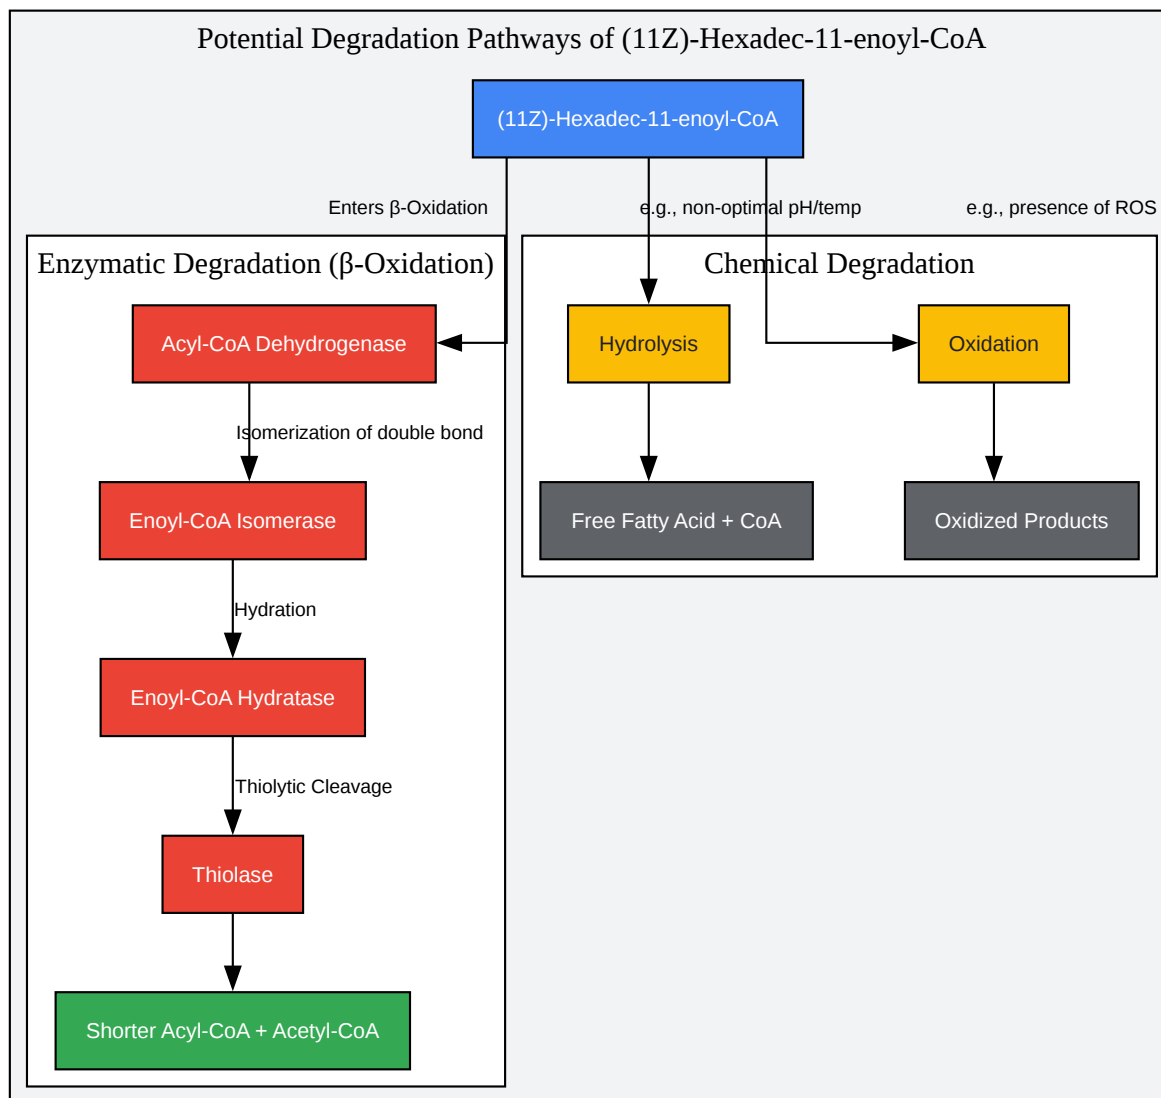 Potential Degradation Pathways of (11Z)-Hexadec-11-enoyl-CoA
(11Z)-Hexadec-11-enoyl-CoA
Enters β-Oxidation
e.g., non-optimal pH/temp
e.g., presence of ROS
Enzymatic Degradation (β-Oxidation)
Acyl-CoA Dehydrogenase
Isomerization of double bond
Enoyl-CoA Isomerase
Hydration
Enoyl-CoA Hydratase
Thiolytic Cleavage
Thiolase
Shorter Acyl-CoA + Acetyl-CoA
Chemical Degradation
Hydrolysis
Oxidation
Free Fatty Acid + CoA
Oxidized Products